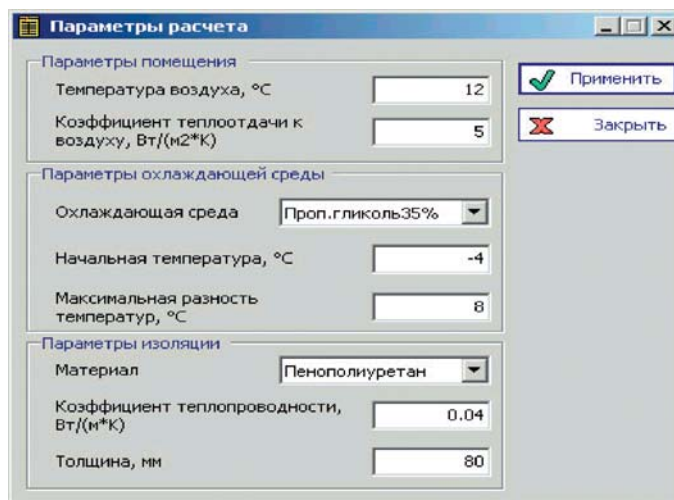 Параметры расчета
Параметры помещения
Температура воздуха, °C
12
Коэффициент теплоотдачи к
воздуху, Вт/(м2*К)
5
Применить
Закрыть
Параметры охлаждающей среды
Охлаждающая среда
Проп.гликоль35%
Начальная температура, °C
-4
Максимальная разность
температур, °C
8
Параметры изоляции
Материал
Пенополиуретан
Коэффициент теплопроводности,
Вт/(м*К)
0.04
Толщина, мм
80